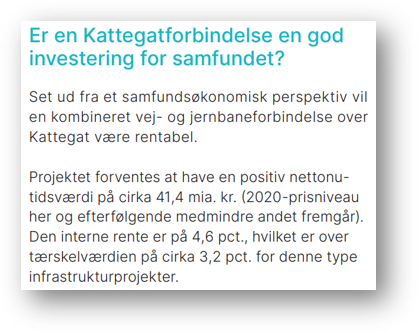 Er en Kattegatforbindelse en god
investering for samfundet?
Set ud fra et samfundsøkonomisk perspektiv vil
en kombineret vej- og jernbaneforbindelse over
Kattegat være rentabel.
Projektet forventes at have en positiv nettonu-
tidsværdi på cirka 41,4 mia. kr. (2020-prisniveau
her og efterfølgende medmindre andet fremgår).
Den interne rente er på 4,6 pct., hvilket er over
tærskelværdien på cirka 3,2 pct. for denne type
infrastrukturprojekter.